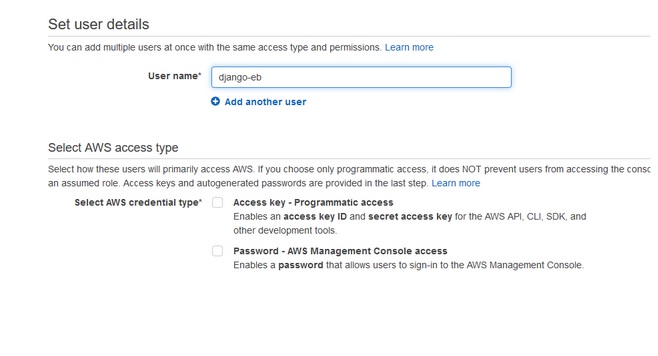 Set user details
You can add multiple users at once with the same access type and permissions. Learn more
User name* django-eb
Add another user
Select AWS access type
Select how these users will primarily access AWS. If you choose only programmatic access, it does NOT prevent users from accessing the
an assumed role. Access keys and autogenerated passwords are provided in the last step. Learn more
Select AWS credential type* Access key - Programmatic access
Enables an access key ID and secret access key for the AWS API, CLI, SDK, and
other development tools.
Password - AWS Management Console access
Enables a password that allows users to sign-in to the AWS Management Console.